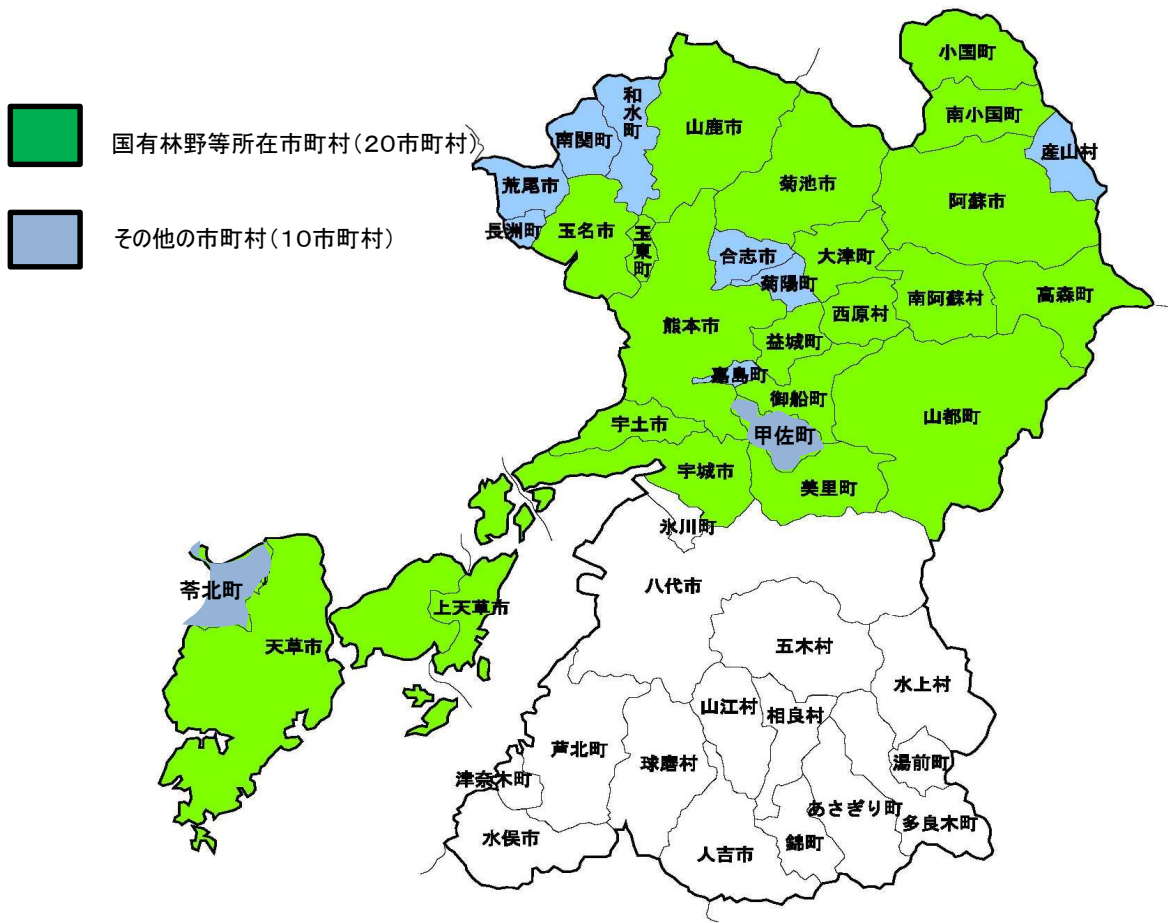 小国町
国有林野等所在市町村(20市町村)
和水町
南小国町
山鹿市
南関町
産山村
荒尾市
菊池市
阿蘇市
その他の市町村(10市町村)
長洲町
玉名市
玉東町
合志市
大津町
菊陽町
南阿蘇村
高森町
西原村
熊本市
益城町
嘉島町
御船町
山都町
宇土市
甲佐町
宇城市
美里町
氷川町
八代市
苓北町
上天草市
天草市
五木村
水上村
山江村
相良村
芦北町
球磨村
湯前町
津奈木町
あさぎり町
多良木町
水俣市
人吉市
錦町